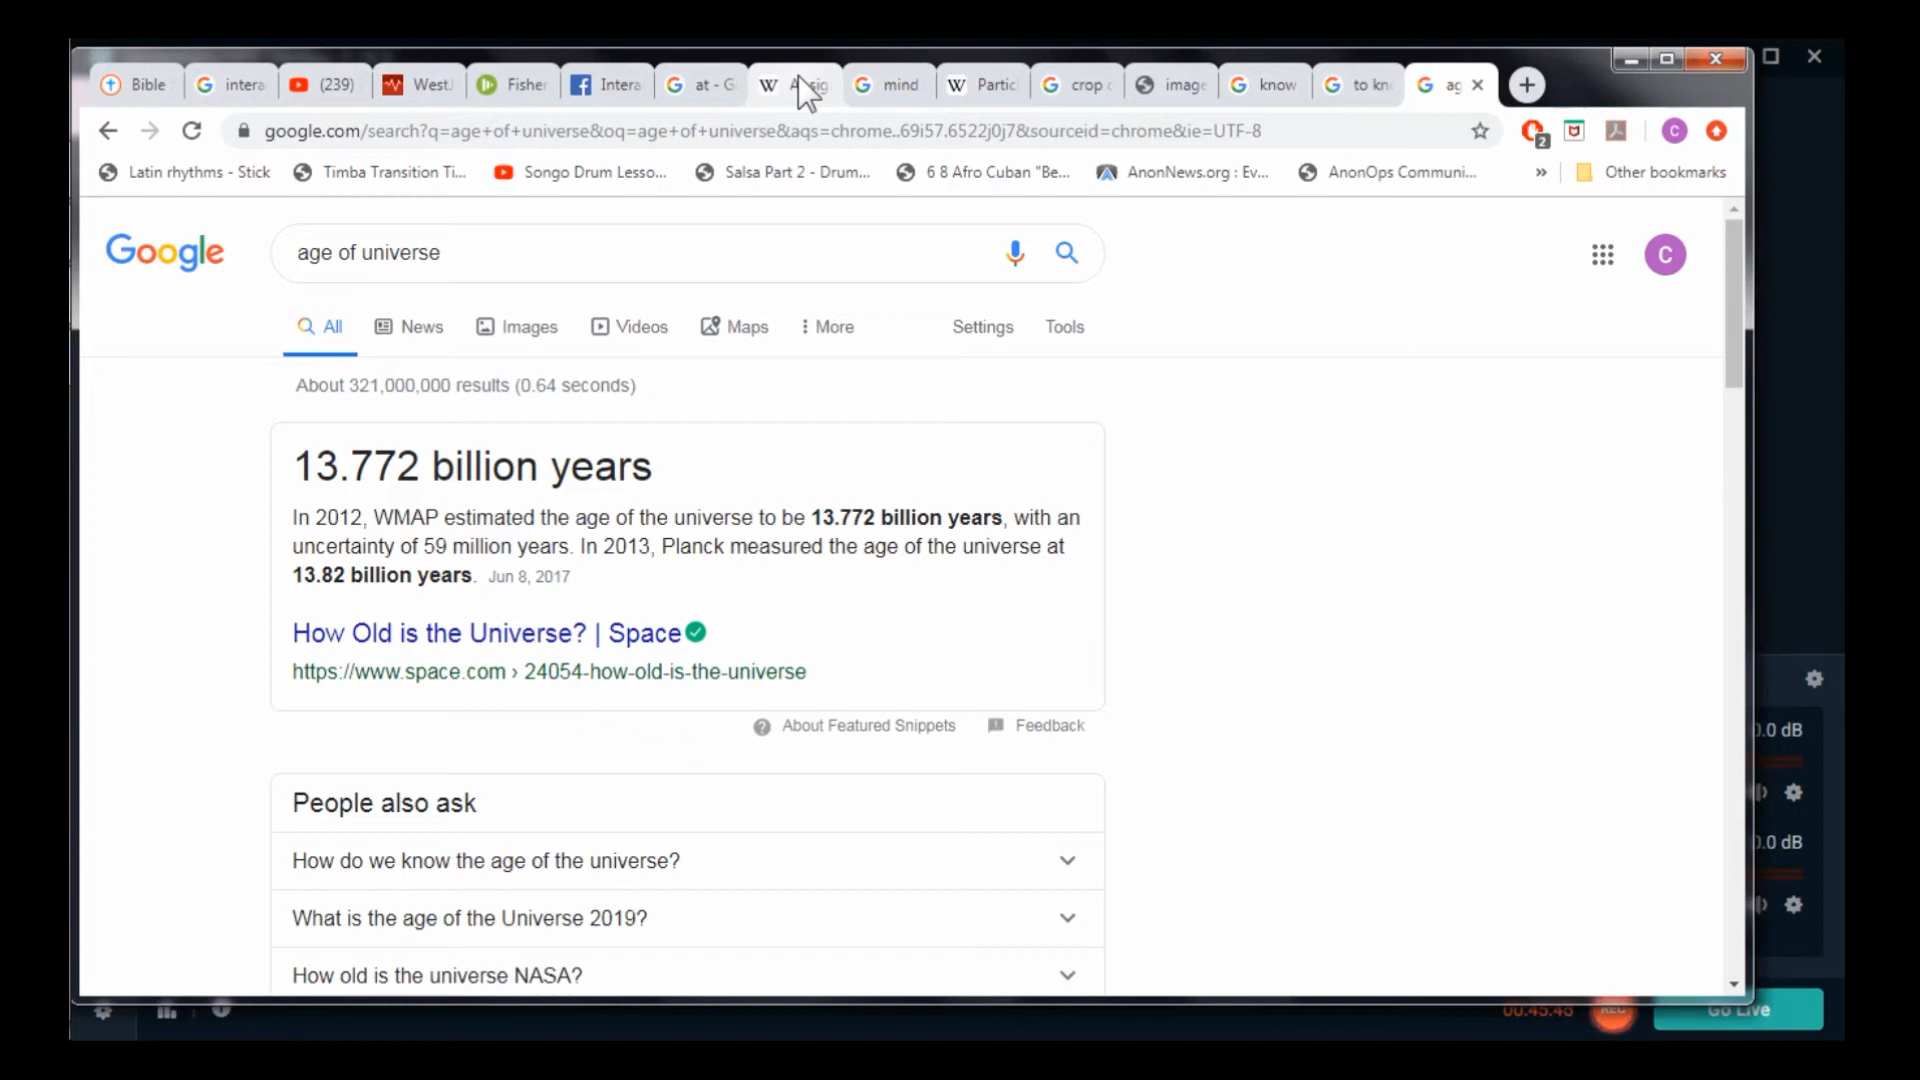 Bible
intera
(239)
WestJ
Fisher
Intera
at - G
mind
Partic
crop c
image
know
to kn
ag
google.com/search?q=age+of+universe&oq=age+of+universe&aqs=chrome..69i57.6522j0j7&sourceid=chrome&ie=UTF-8
2
C
Latin rhythms - Stick
Timba Transition Ti...
Songo Drum Lesso...
Salsa Part 2 - Drum...
6 8 Afro Cuban "Be...
AnonNews.org : Ev...
AnonOps Communi...
»
Other bookmarks
Google
age of universe
C
All
News
Images
Videos
Maps
More
Settings
Tools
About 321,000,000 results (0.64 seconds)
13.772 billion years
In 2012, WMAP estimated the age of the universe to be 13.772 billion years, with an
uncertainty of 59 million years. In 2013, Planck measured the age of the universe at
13.82 billion years. Jun 8, 2017
How Old is the Universe? | Space
https://www.space.com › 24054-how-old-is-the-universe
About Featured Snippets
Feedback
People also ask
How do we know the age of the universe?
What is the age of the Universe 2019?
How old is the universe NASA?
0.0 dB
0.0 dB
00:45:48
REC
Go Live